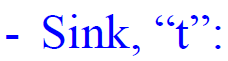 - Sink, “t”: